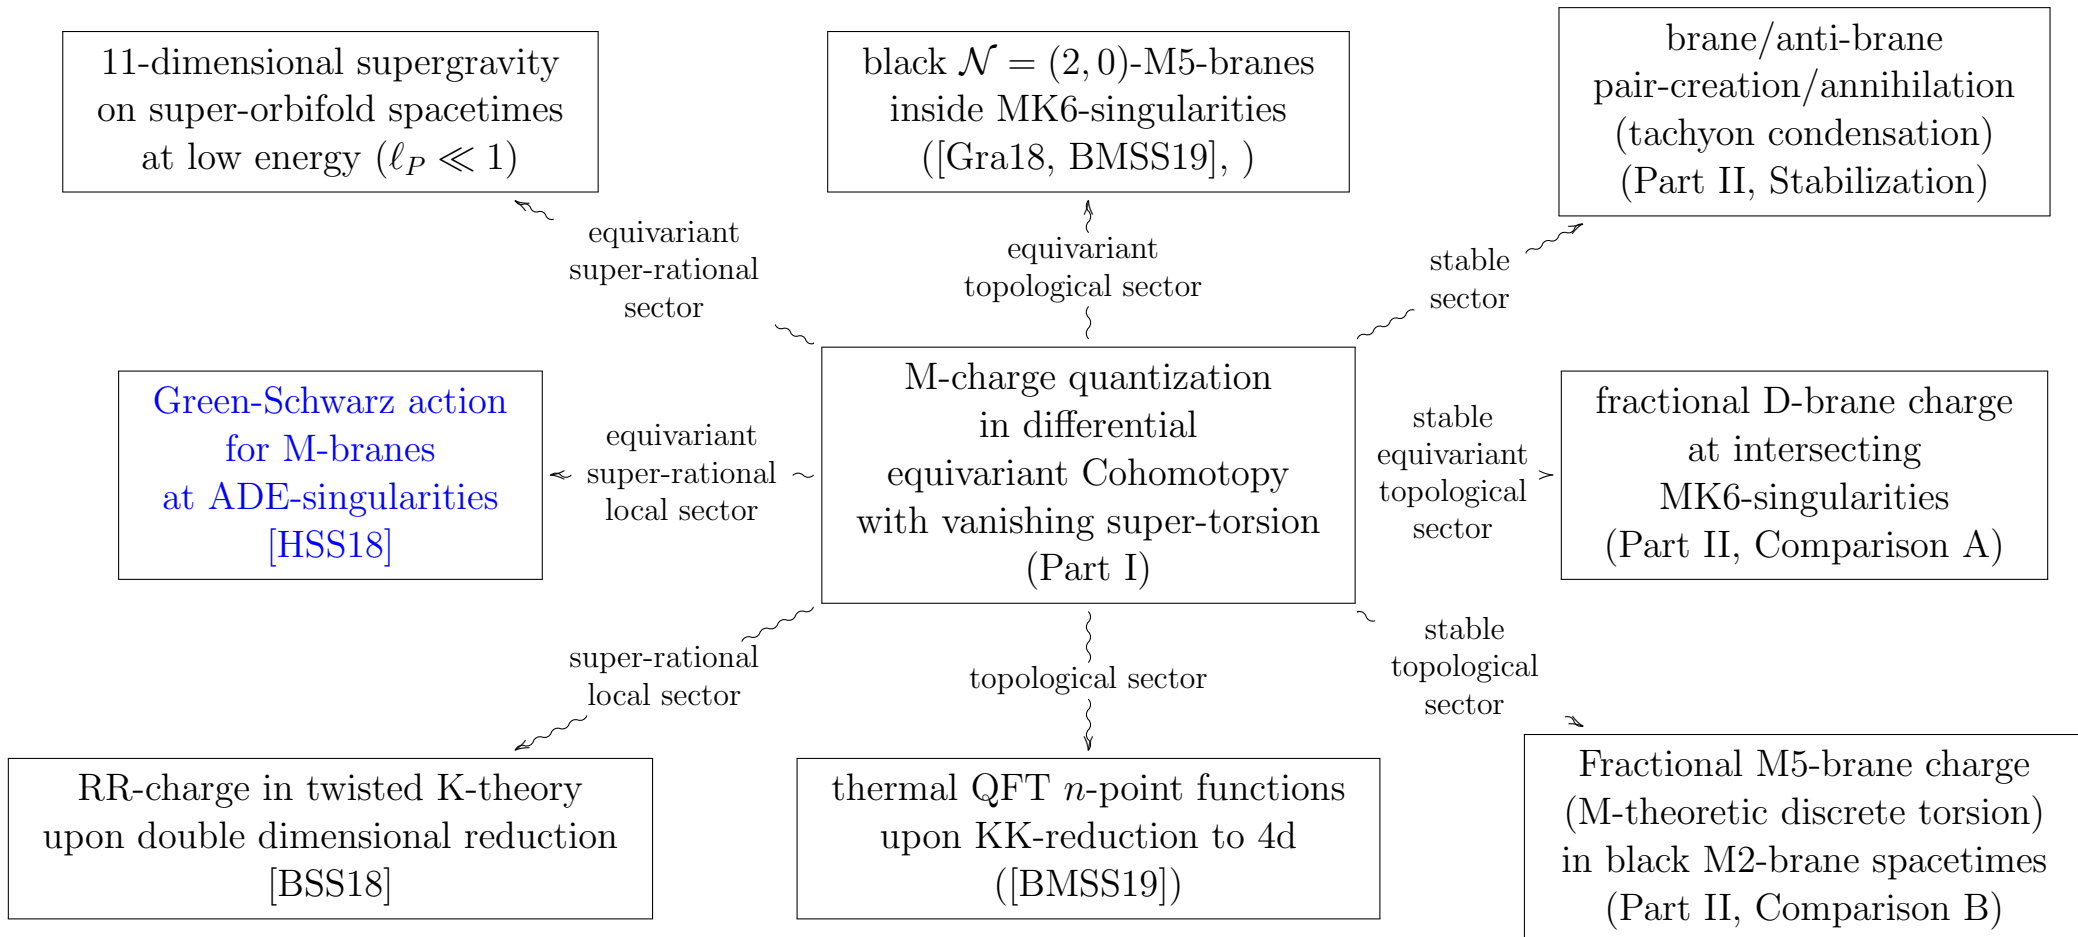 11-dimensional supergravity
on super-orbifold spacetimes
at low energy (ℓ_P ≪ 1)
black 𝒩 = (2, 0)-M5-branes
inside MK6-singularities
([Gra18, BMSS19], )
brane/anti-brane
pair-creation/annihilation
(tachyon condensation)
(Part II, Stabilization)
equivariant
super-rational
sector
equivariant
topological sector
stable
sector
Green-Schwarz action
for M-branes
at ADE-singularities
[HSS18]
equivariant
super-rational
local sector
M-charge quantization
in differential
equivariant Cohomotopy
with vanishing super-torsion
(Part I)
stable
equivariant
topological
sector
fractional D-brane charge
at intersecting
MK6-singularities
(Part II, Comparison A)
super-rational
local sector
topological sector
stable
topological
sector
RR-charge in twisted K-theory
upon double dimensional reduction
[BSS18]
thermal QFT n-point functions
upon KK-reduction to 4d
([BMSS19])
Fractional M5-brane charge
(M-theoretic discrete torsion)
in black M2-brane spacetimes
(Part II, Comparison B)